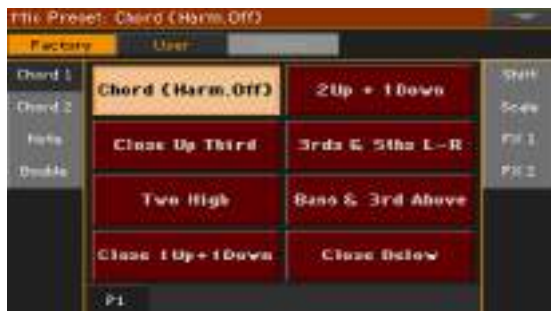 Mic Preset: Chord (Harm.Off)
Factory
User
Chord 1
Chord 2
Note
Double
Chord (Harm.Off)
2Up + 1Down
Close Up Third
3rds & 5ths L-R
Two High
Bass & 3rd Above
Close 1Up+1Down
Close Below
Shift
Scale
FX 1
FX 2
P1